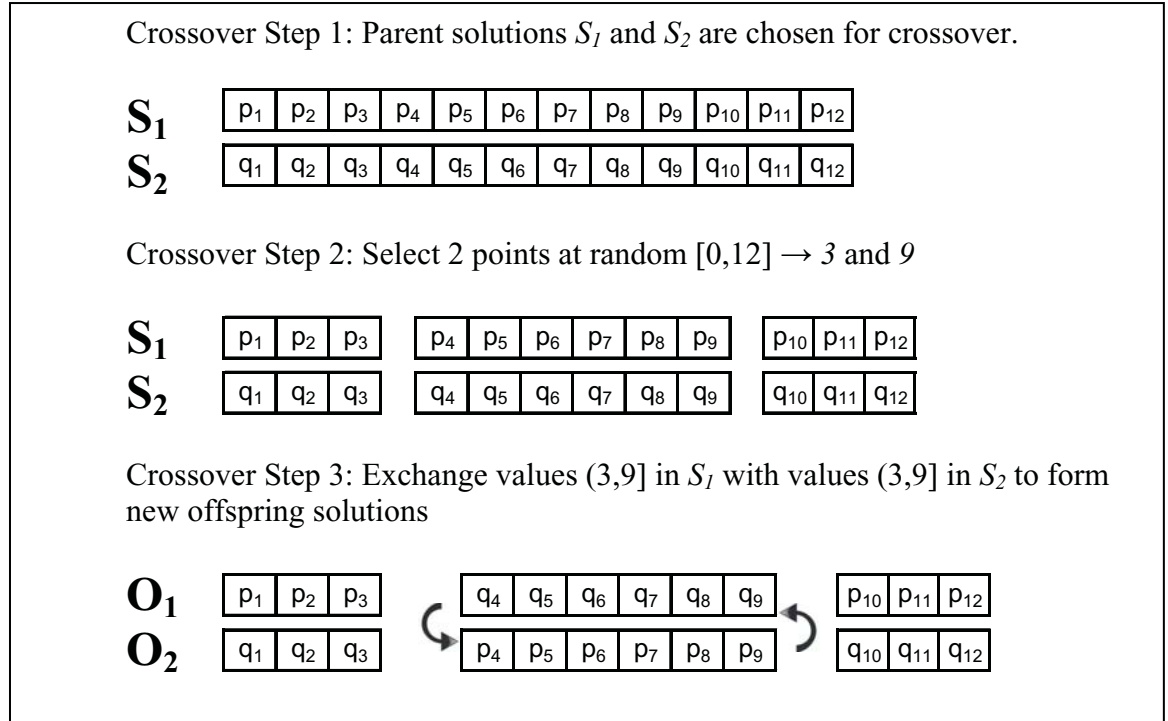 Crossover Step 1: Parent solutions S₁ and S₂ are chosen for crossover.
S₁ p₁ p₂ p₃ p₄ p₅ p₆ p₇ p₈ p₉ p₁₀ p₁₁ p₁₂
S₂ q₁ q₂ q₃ q₄ q₅ q₆ q₇ q₈ q₉ q₁₀ q₁₁ q₁₂
Crossover Step 2: Select 2 points at random [0,12] → 3 and 9
S₁ p₁ p₂ p₃ p₄ p₅ p₆ p₇ p₈ p₉ p₁₀ p₁₁ p₁₂
S₂ q₁ q₂ q₃ q₄ q₅ q₆ q₇ q₈ q₉ q₁₀ q₁₁ q₁₂
Crossover Step 3: Exchange values (3,9] in S₁ with values (3,9] in S₂ to form
new offspring solutions
O₁ p₁ p₂ p₃ q₄ q₅ q₆ q₇ q₈ q₉ p₁₀ p₁₁ p₁₂
O₂ q₁ q₂ q₃ p₄ p₅ p₆ p₇ p₈ p₉ q₁₀ q₁₁ q₁₂